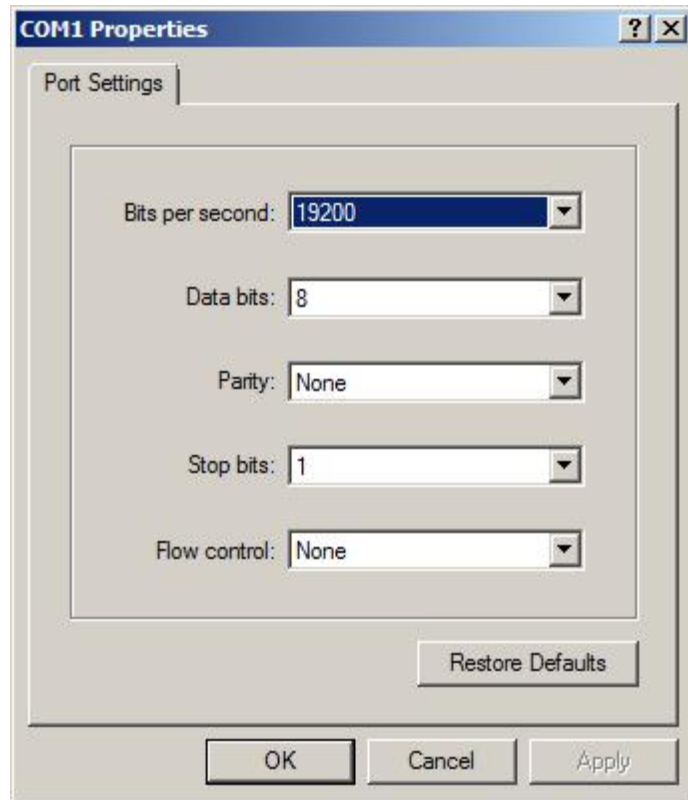 COM1 Properties
Port Settings
Bits per second: 19200
Data bits: 8
Parity: None
Stop bits: 1
Flow control: None
Restore Defaults
OK Cancel Apply